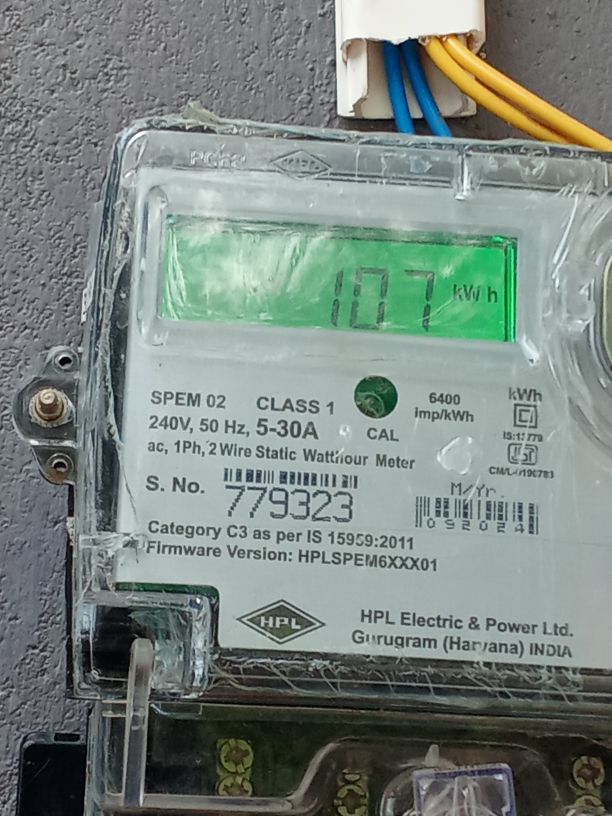 HPL
107 kWh
SPEM 02 CLASS 1 6400 imp/kWh kWh
240V, 50 Hz, 5-30A CAL
ac, 1Ph, 2 Wire Static Watthour Meter
S. No. 779323
M/Yr.
092024
Category C3 as per IS 15959:2011
Firmware Version: HPLSPEM6XXX01
HPL
HPL Electric & Power Ltd.
Gurugram (Haryana) INDIA